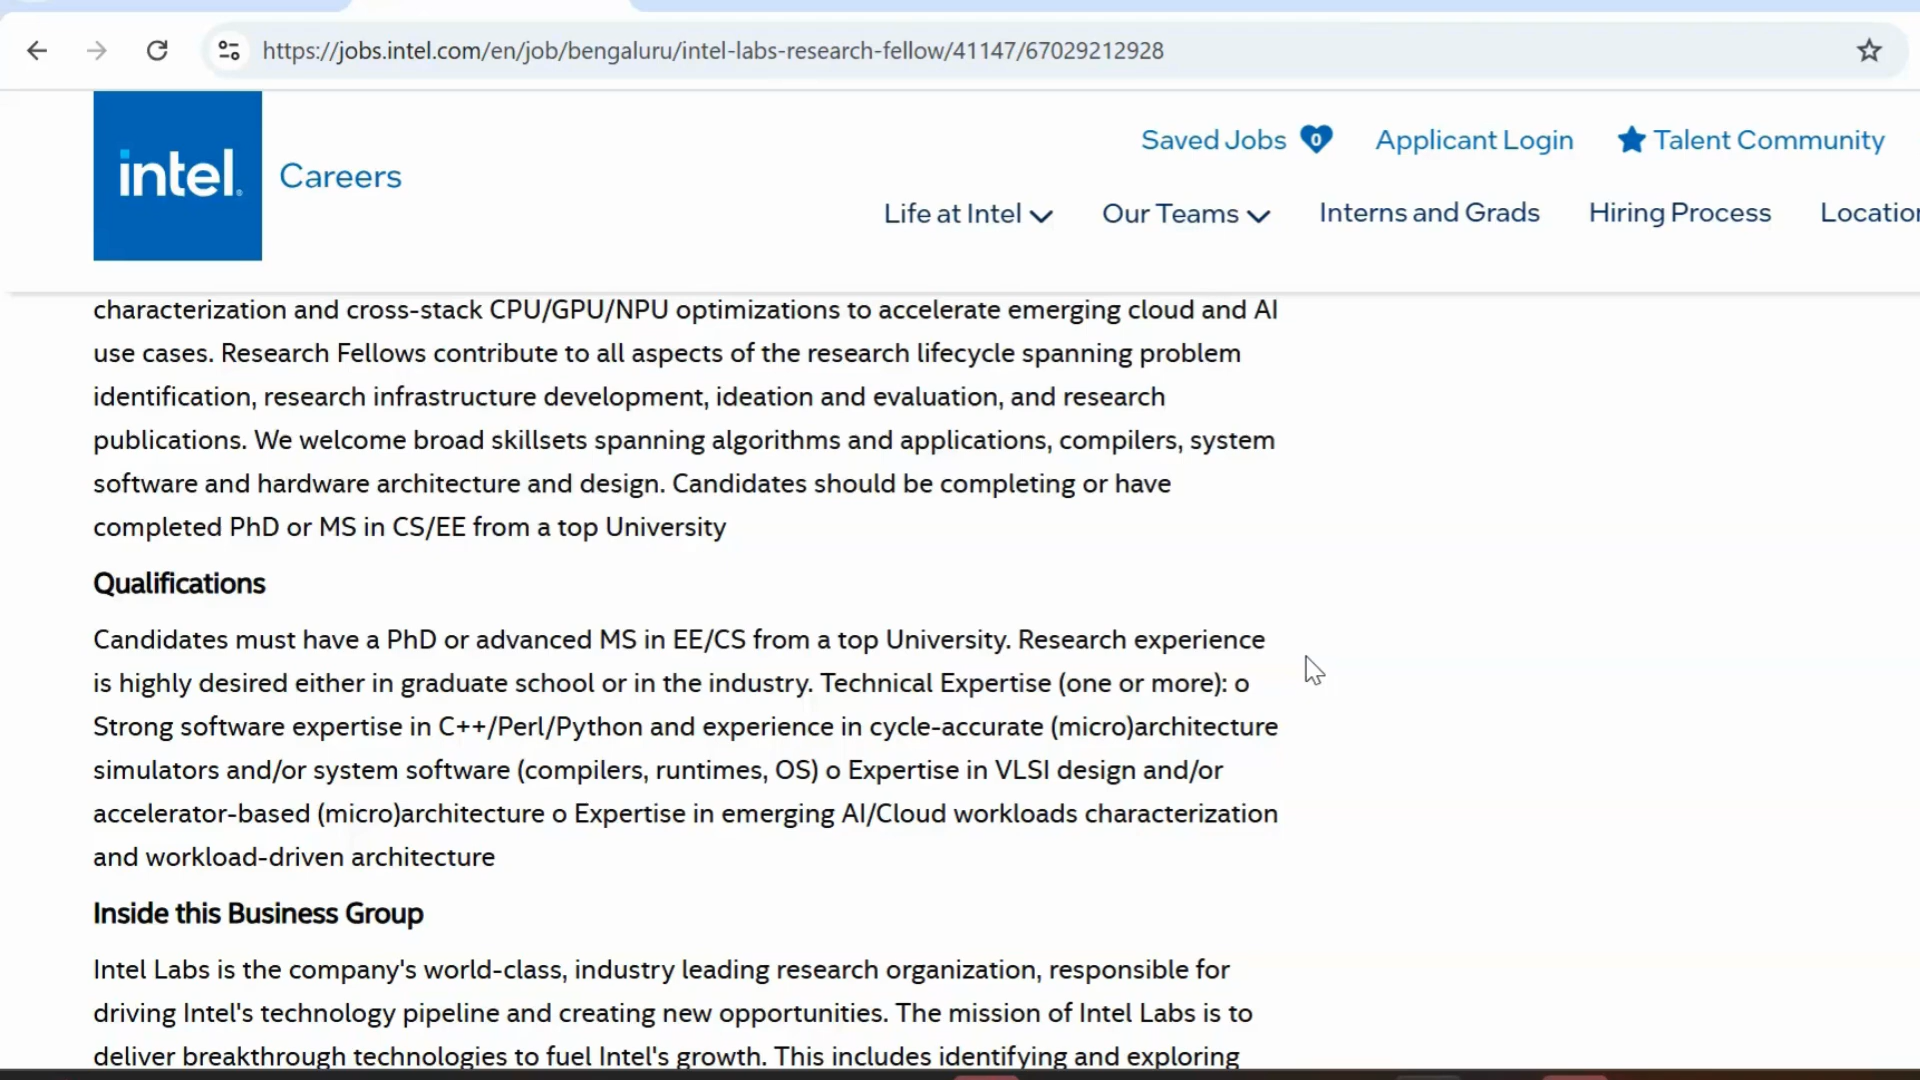 https://jobs.intel.com/en/job/bengaluru/intel-labs-research-fellow/41147/67029212928
intel. Careers
Saved Jobs 0 Applicant Login Talent Community
Life at Intel Our Teams Interns and Grads Hiring Process Location
characterization and cross-stack CPU/GPU/NPU optimizations to accelerate emerging cloud and AI
use cases. Research Fellows contribute to all aspects of the research lifecycle spanning problem
identification, research infrastructure development, ideation and evaluation, and research
publications. We welcome broad skillsets spanning algorithms and applications, compilers, system
software and hardware architecture and design. Candidates should be completing or have
completed PhD or MS in CS/EE from a top University
Qualifications
Candidates must have a PhD or advanced MS in EE/CS from a top University. Research experience
is highly desired either in graduate school or in the industry. Technical Expertise (one or more): o
Strong software expertise in C++/Perl/Python and experience in cycle-accurate (micro)architecture
simulators and/or system software (compilers, runtimes, OS) o Expertise in VLSI design and/or
accelerator-based (micro)architecture o Expertise in emerging AI/Cloud workloads characterization
and workload-driven architecture
Inside this Business Group
Intel Labs is the company's world-class, industry leading research organization, responsible for
driving Intel's technology pipeline and creating new opportunities. The mission of Intel Labs is to
deliver breakthrough technologies to fuel Intel's growth. This includes identifying and exploring